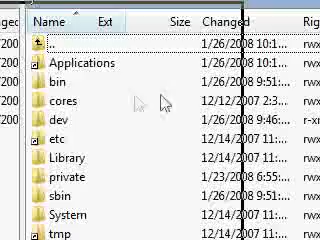 ged Name Ext Size Changed Rig
.. 1/26/2008 10:1... rwx
/200 Applications 1/26/2008 10:1... rwx
/200 bin 1/26/2008 9:51... rwx
/200 cores 12/12/2007 2:3... rwx
/200 dev 1/26/2008 9:46... r-x
etc 12/14/2007 11:... rwx
Library 12/14/2007 11:... rwx
private 1/23/2008 6:55... rwx
sbin 1/26/2008 9:51... rwx
System 12/14/2007 11:... rwx
tmp 12/14/2007 11:... rwx